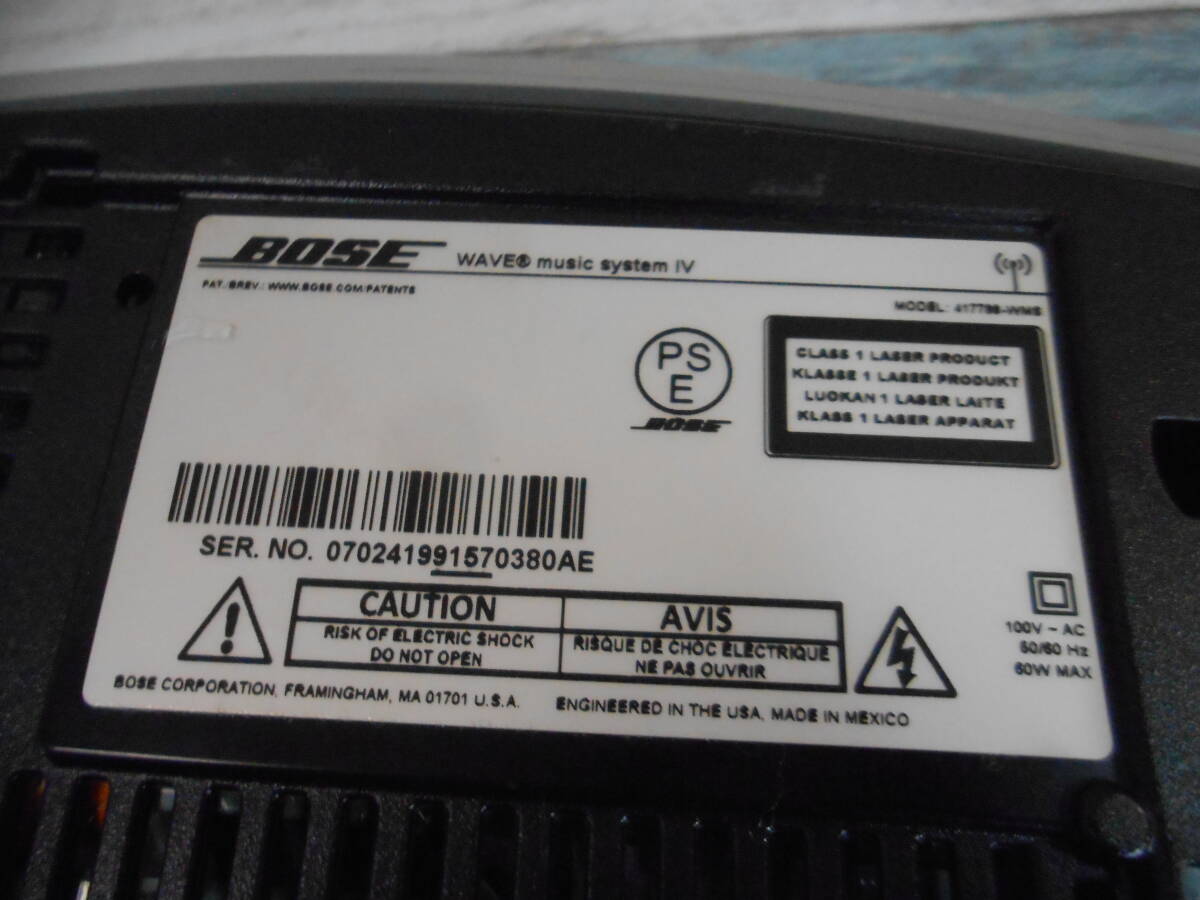 BOSE WAVE® music system IV
PAT./BREV.: WWW.BOSE.COM/PATENTS
MODEL: 417788-WMS
PS
E
BOSE
CLASS 1 LASER PRODUCT
KLASSE 1 LASER PRODUKT
LUOKAN 1 LASER LAITE
KLASS 1 LASER APPARAT
SER. NO. 070241991570380AE
CAUTION
RISK OF ELECTRIC SHOCK
DO NOT OPEN
AVIS
RISQUE DE CHOC ÉLECTRIQUE
NE PAS OUVRIR
100V ~ AC
50/60 Hz
60W MAX
BOSE CORPORATION, FRAMINGHAM, MA 01701 U.S.A.
ENGINEERED IN THE USA, MADE IN MEXICO